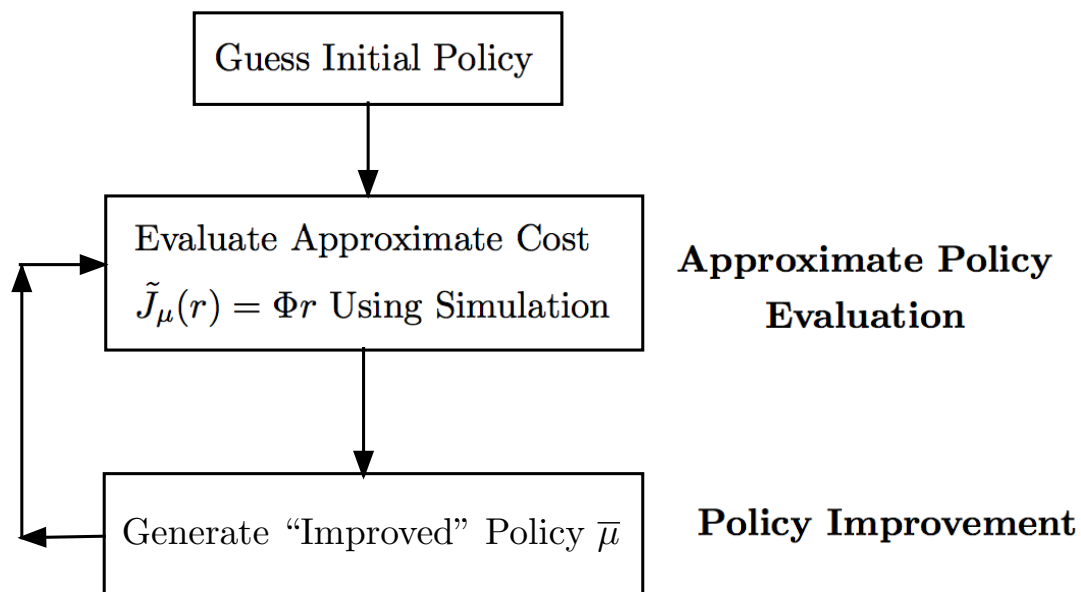 Guess Initial Policy
Evaluate Approximate Cost
J̃μ(r) = Φr Using Simulation
Approximate Policy
Evaluation
Generate “Improved” Policy μ̅
Policy Improvement